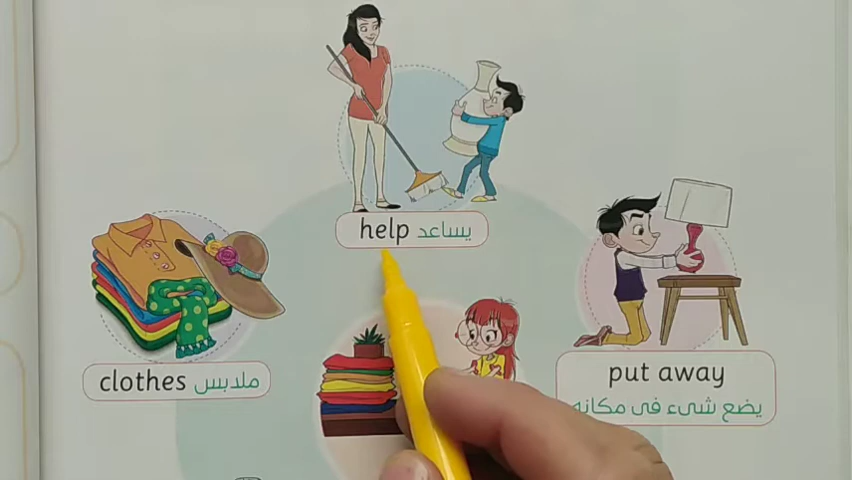 help يساعد
clothes ملابس
put away
يضع شىء فى مكانه